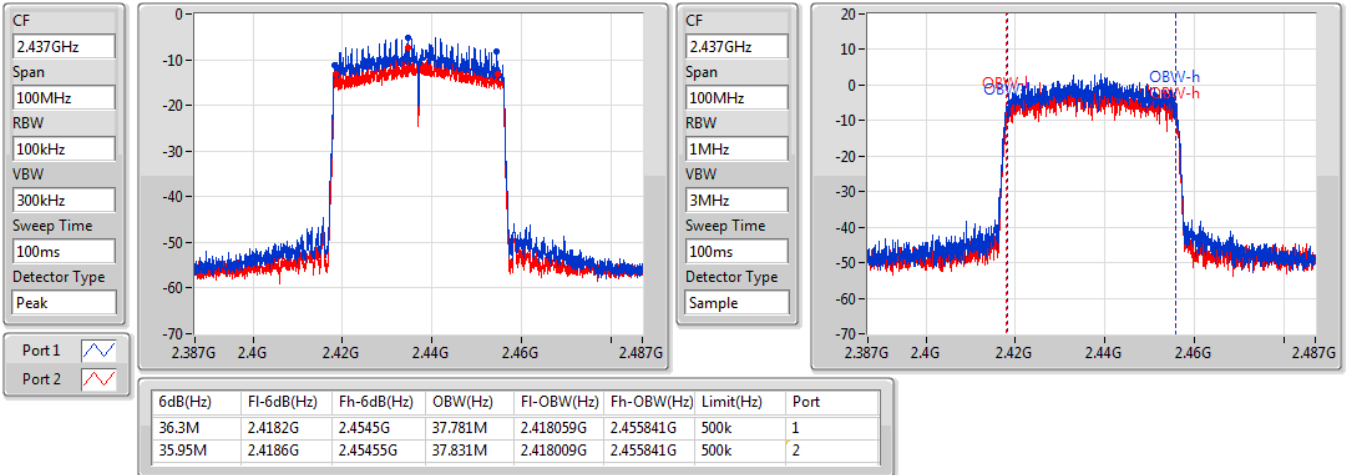 CF
2.437GHz
Span
100MHz
RBW
100kHz
VBW
300kHz
Sweep Time
100ms
Detector Type
Peak
Port 1
Port 2
0
-10
-20
-30
-40
-50
-60
-70
2.387G 2.4G 2.42G 2.44G 2.46G 2.487G
CF
2.437GHz
Span
100MHz
RBW
1MHz
VBW
3MHz
Sweep Time
100ms
Detector Type
Sample
20
10
0
-10
-20
-30
-40
-50
-60
-70
OBW-h
OBW-h
2.387G 2.4G 2.42G 2.44G 2.46G 2.487G
6dB(Hz) Fl-6dB(Hz) Fh-6dB(Hz) OBW(Hz) Fl-OBW(Hz) Fh-OBW(Hz) Limit(Hz) Port
36.3M 2.4182G 2.4545G 37.781M 2.418059G 2.455841G 500k 1
35.95M 2.4186G 2.45455G 37.831M 2.418009G 2.455841G 500k 2